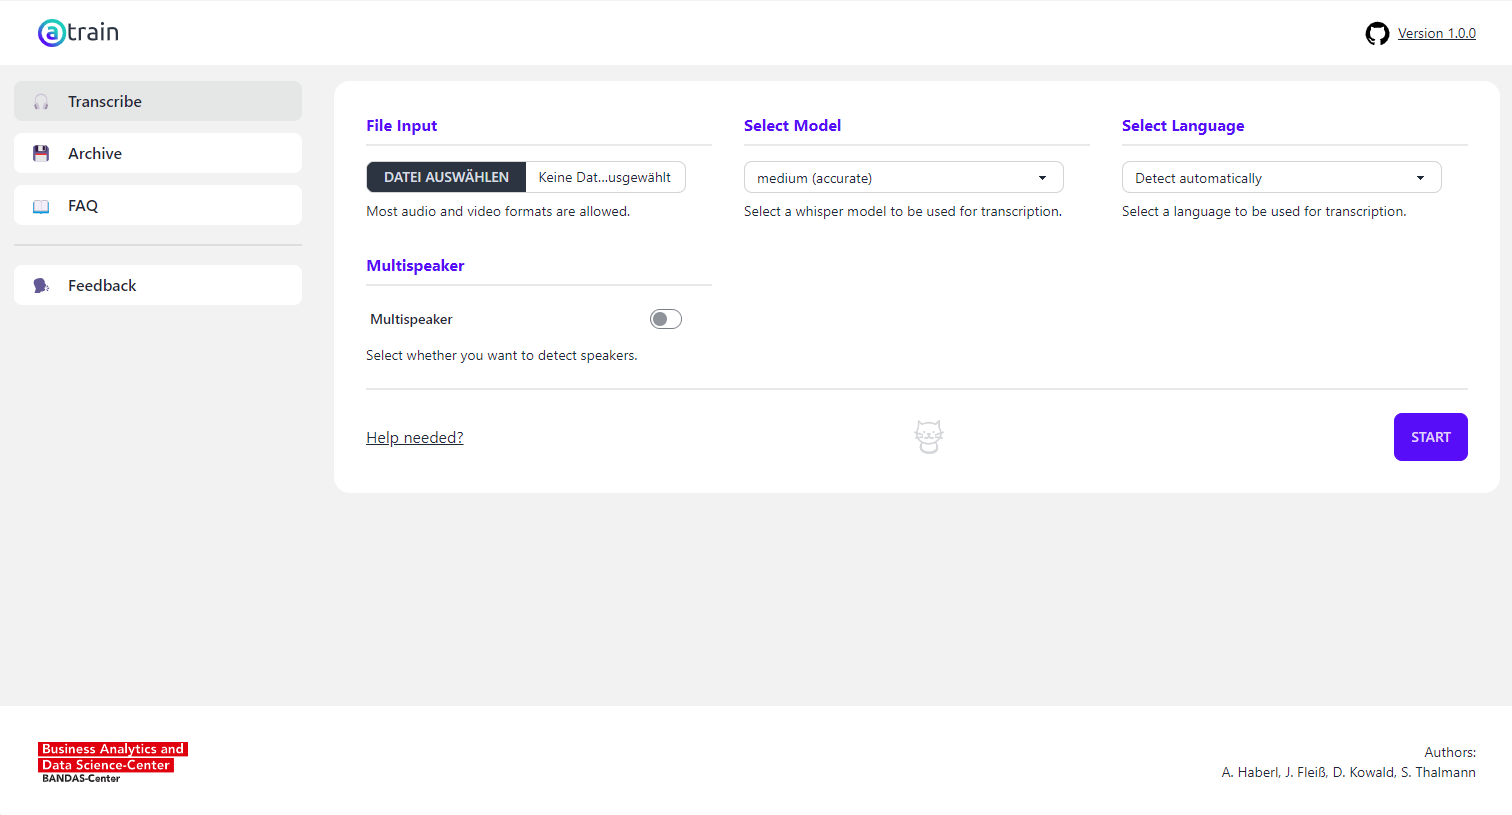 @train
Version 1.0.0
Transcribe
Archive
FAQ
Feedback
File Input
DATEI AUSWÄHLEN Keine Dat...usgewählt
Most audio and video formats are allowed.
Select Model
medium (accurate)
Select a whisper model to be used for transcription.
Select Language
Detect automatically
Select a language to be used for transcription.
Multispeaker
Multispeaker
Select whether you want to detect speakers.
Help needed?
START
Business Analytics and
Data Science-Center
BANDAS-Center
Authors:
A. Haberl, J. Fleiß, D. Kowald, S. Thalmann